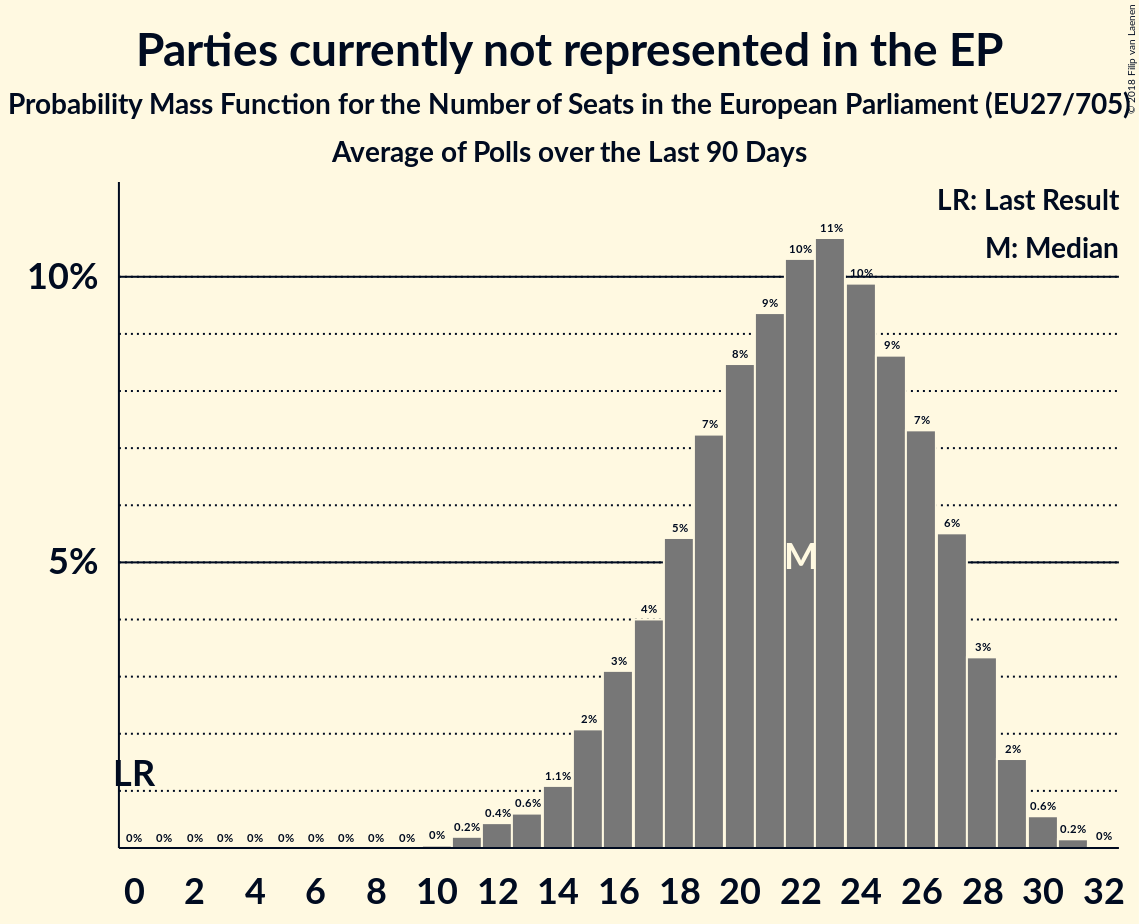 Parties currently not represented in the EP
Probability Mass Function for the Number of Seats in the European Parliament (EU27/705)
Average of Polls over the Last 90 Days
© 2018 Filip van Laenen
LR: Last Result
M: Median
10%
5%
LR
M
0% 0% 0% 0% 0% 0% 0% 0% 0% 0% 0% 0.2% 0.4% 0.6% 1.1% 2% 3% 4% 5% 7% 8% 9% 10% 11% 10% 9% 7% 6% 3% 2% 0.6% 0.2% 0%
0 2 4 6 8 10 12 14 16 18 20 22 24 26 28 30 32